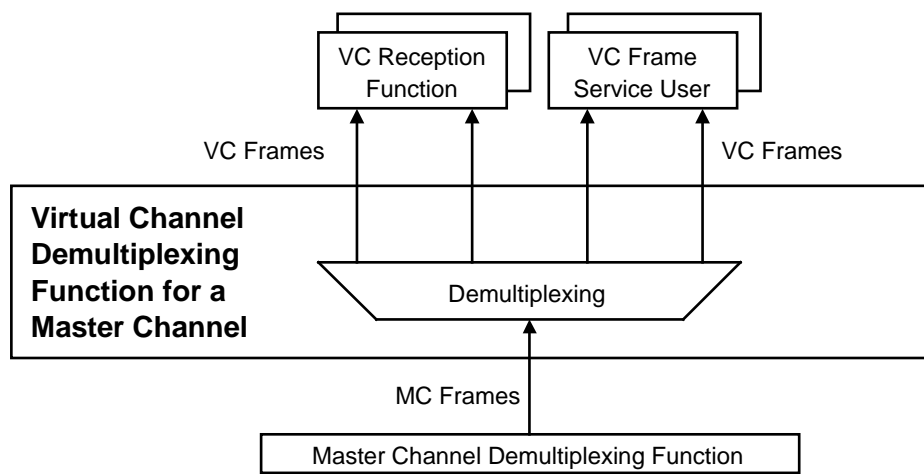 VC Reception
Function
VC Frame
Service User
VC Frames
VC Frames
Virtual Channel
Demultiplexing
Function for a
Master Channel
Demultiplexing
MC Frames
Master Channel Demultiplexing Function